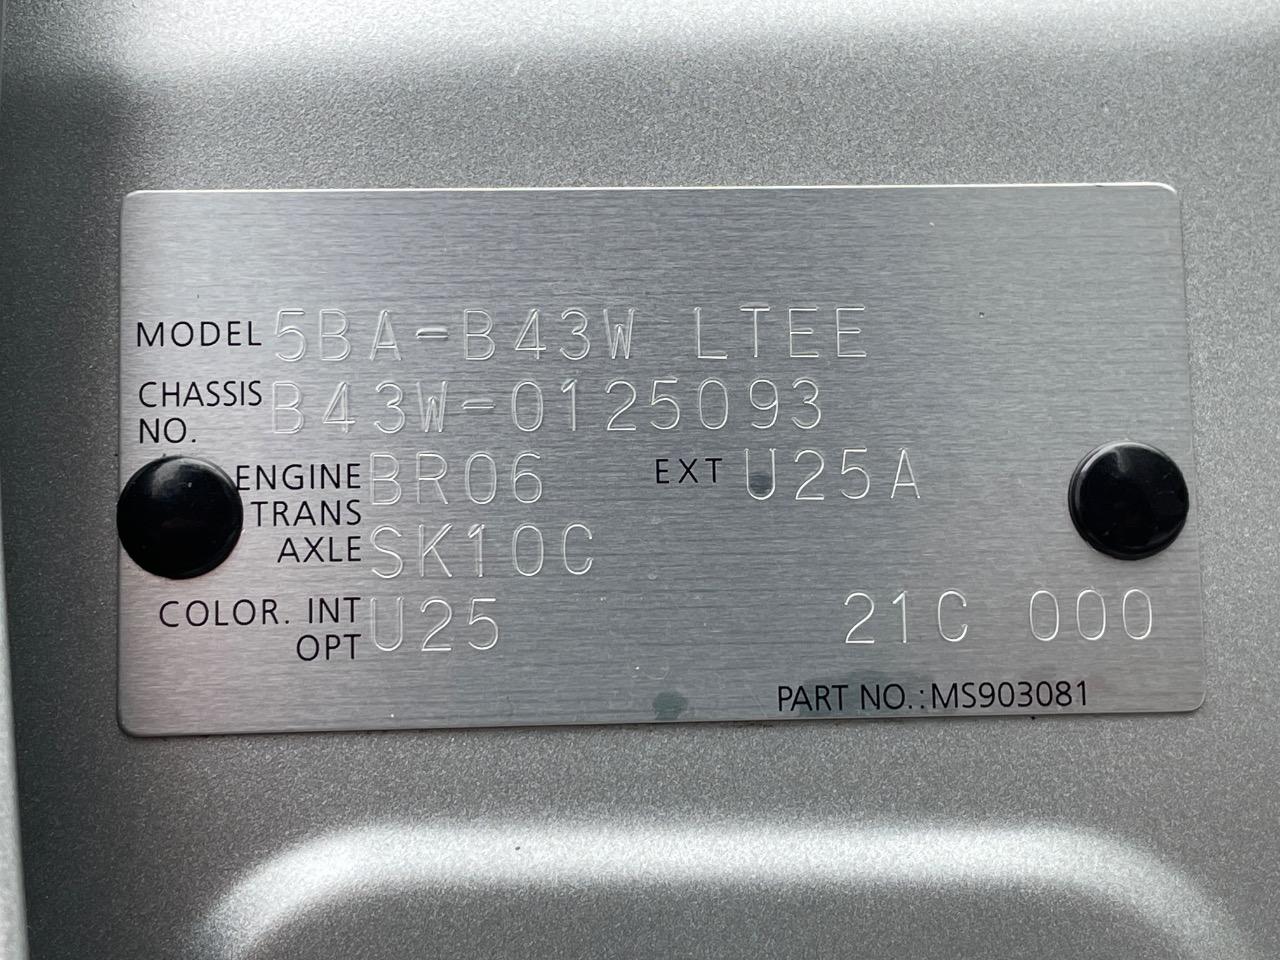 MODEL 5BA-B43W LTEE
CHASSIS NO. B43W-0125093
ENGINE BR06 EXT U25A
TRANS AXLE SK10C
COLOR. INT OPT U25 21C 000
PART NO.:MS903081